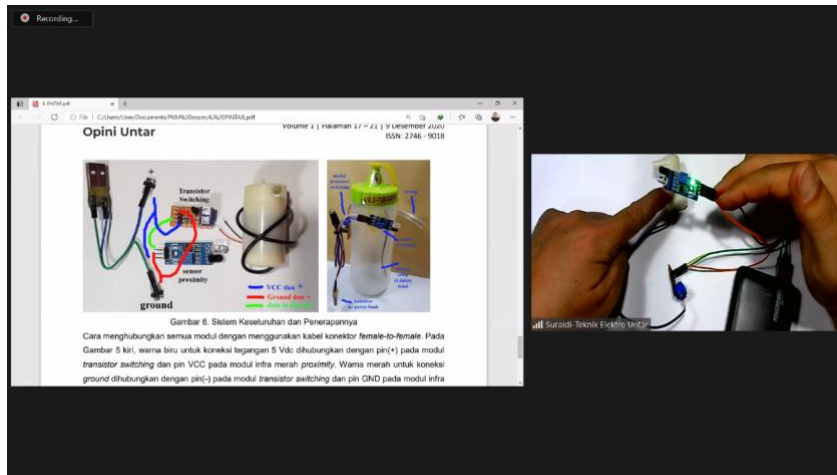 Recording...
Opini Untar
Volume 1 | Halaman 17 – 21 | 9 Desember 2020
ISSN: 2746 - 9018
+
Transistor
Switching
sensor
proximity
ground
VCC dan +
Ground dan -
Gambar 6. Sistem Keseluruhan dan Penerapannya
Cara menghubungkan semua modul dengan menggunakan kabel konektor female-to-female. Pada
Gambar 5 kiri, warna biru untuk koneksi tegangan 5 Vdc dihubungkan dengan pin(+) pada modul
transistor switching dan pin VCC pada modul infra merah proximity. Warna merah untuk koneksi
ground dihubungkan dengan pin(-) pada modul transistor switching dan pin GND pada modul infra
Suraidi-Teknik Elektro Untar